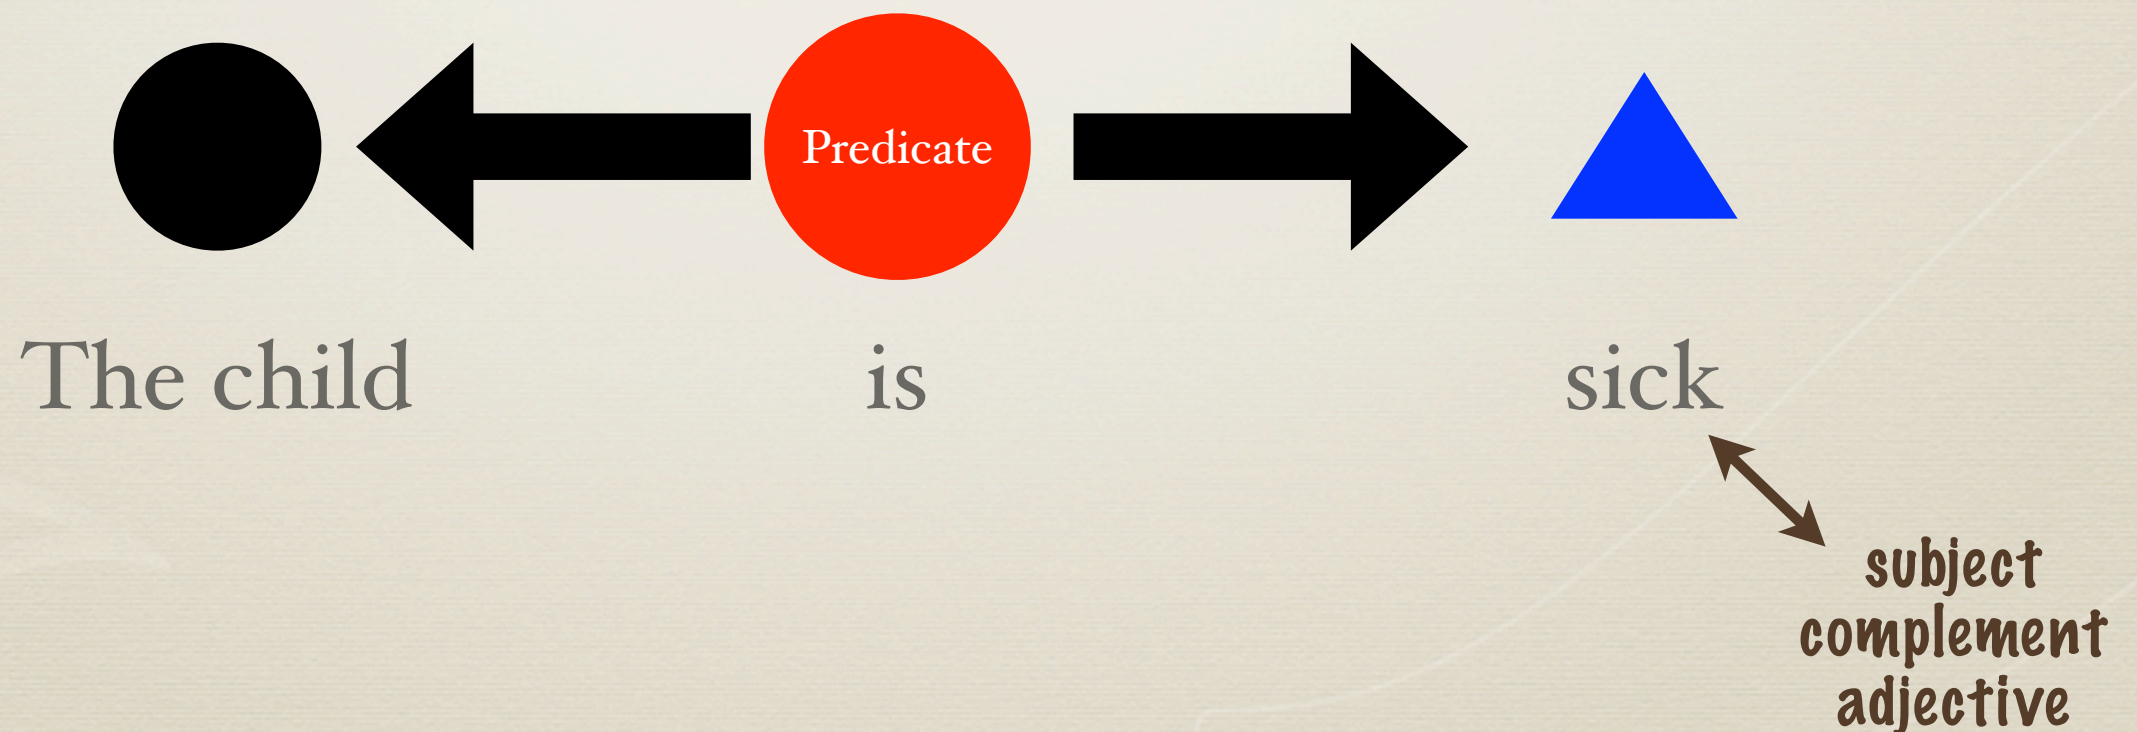 Predicate
The child is sick
subject
complement
adjective